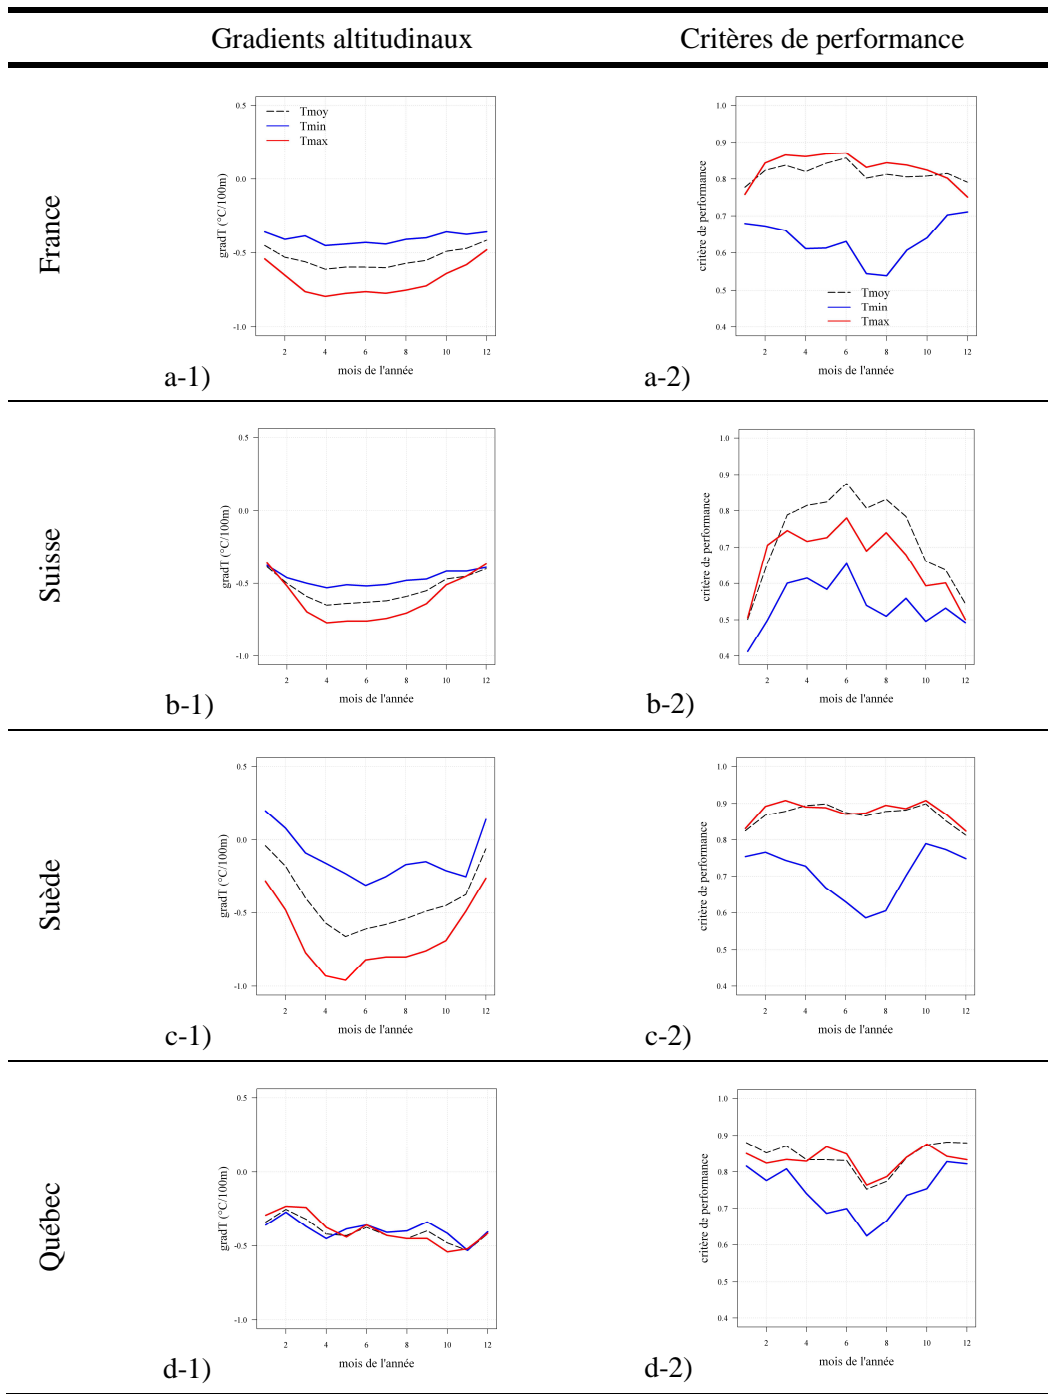 Gradients altitudinaux Critères de performance
France
0.5
0.0
-0.5
-1.0
gradT (°C/100m)
Tmoy
Tmin
Tmax
2 4 6 8 10 12
mois de l'année
a-1)
1.0
0.9
0.8
0.7
0.6
0.5
0.4
critère de performance
Tmoy
Tmin
Tmax
2 4 6 8 10 12
mois de l'année
a-2)
Suisse
0.5
0.0
-0.5
-1.0
gradT (°C/100m)
2 4 6 8 10 12
mois de l'année
b-1)
1.0
0.9
0.8
0.7
0.6
0.5
0.4
critère de performance
2 4 6 8 10 12
mois de l'année
b-2)
Suède
0.5
0.0
-0.5
-1.0
gradT (°C/100m)
2 4 6 8 10 12
mois de l'année
c-1)
1.0
0.9
0.8
0.7
0.6
0.5
0.4
critère de performance
2 4 6 8 10 12
mois de l'année
c-2)
Québec
0.5
0.0
-0.5
-1.0
gradT (°C/100m)
2 4 6 8 10 12
mois de l'année
d-1)
1.0
0.9
0.8
0.7
0.6
0.5
0.4
critère de performance
2 4 6 8 10 12
mois de l'année
d-2)